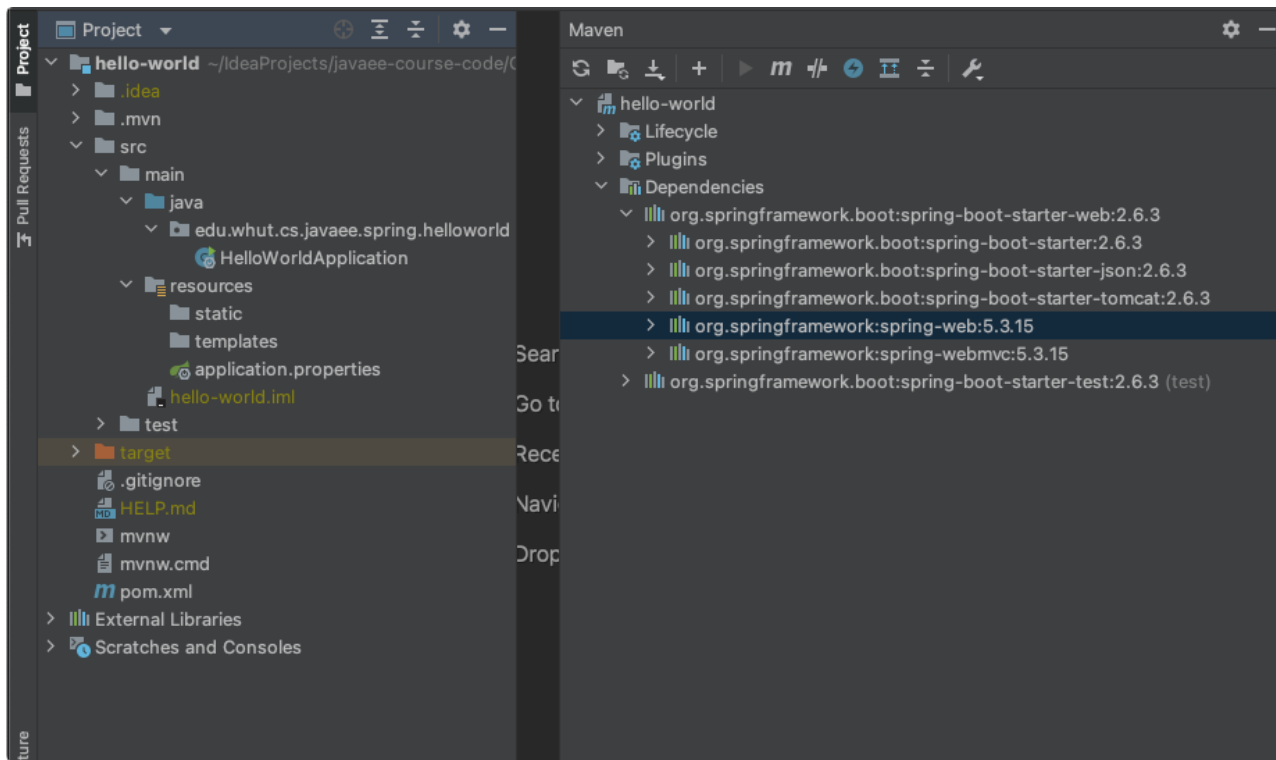 Project
Pull Requests
Project
hello-world ~/IdeaProjects/javaee-course-code/
.idea
.mvn
src
main
java
edu.whut.cs.javaee.spring.helloworld
HelloWorldApplication
resources
static
templates
application.properties
hello-world.iml
test
target
.gitignore
MD HELP.md
mvnw
mvnw.cmd
m pom.xml
External Libraries
Scratches and Consoles
Go to
Maven
m
m hello-world
Lifecycle
Plugins
Dependencies
org.springframework.boot:spring-boot-starter-web:2.6.3
org.springframework.boot:spring-boot-starter:2.6.3
org.springframework.boot:spring-boot-starter-json:2.6.3
org.springframework.boot:spring-boot-starter-tomcat:2.6.3
org.springframework:spring-web:5.3.15
org.springframework:spring-webmvc:5.3.15
org.springframework.boot:spring-boot-starter-test:2.6.3 (test)